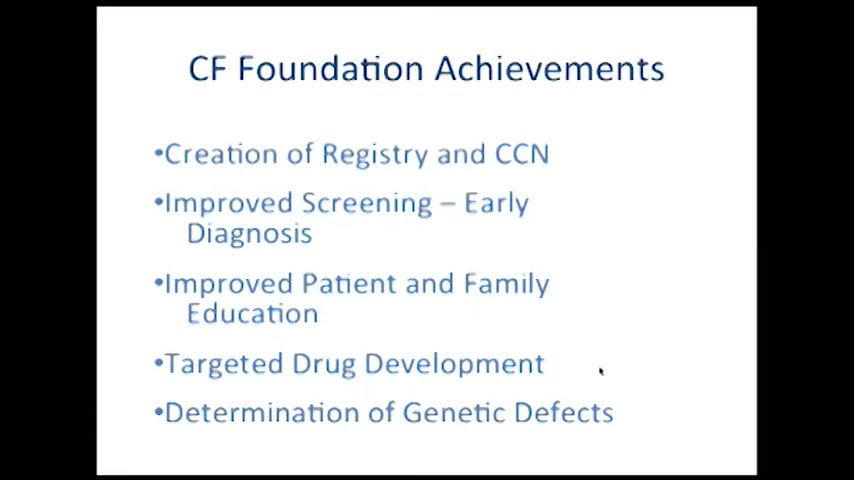 CF Foundation Achievements
•Creation of Registry and CCN
•Improved Screening – Early
Diagnosis
•Improved Patient and Family
Education
•Targeted Drug Development
•Determination of Genetic Defects